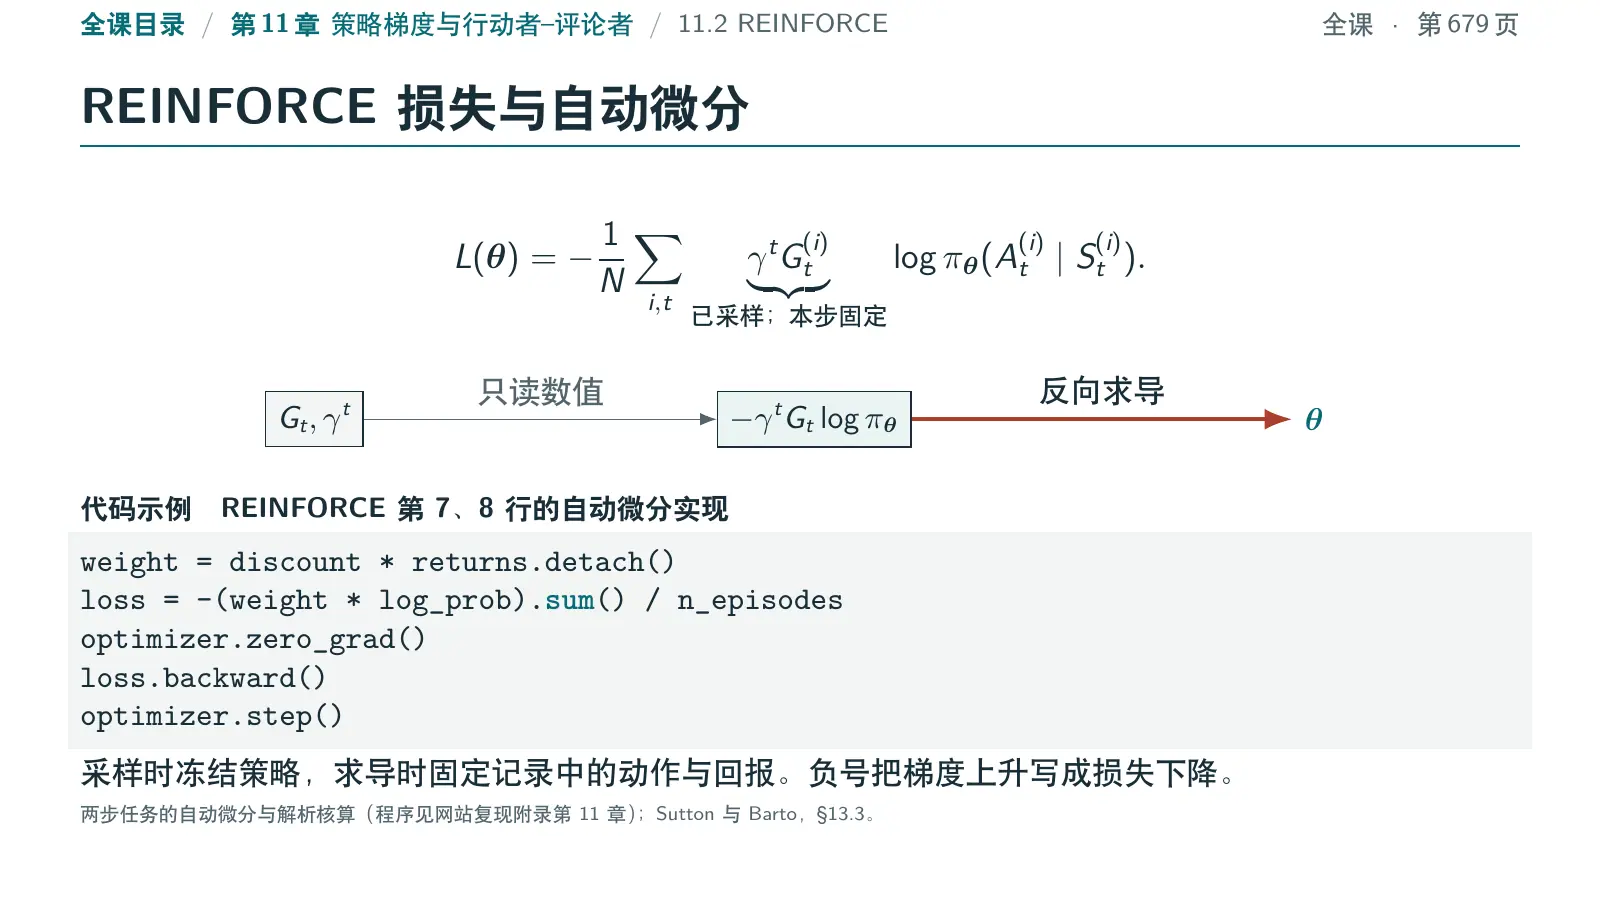 全课目录 / 第 11 章 策略梯度与行动者–评论者 / 11.2 REINFORCE
全课 · 第 679 页
REINFORCE 损失与自动微分
L(θ) = −1/N ∑_{i,t} γ^t G_t^{(i)} log π_θ(A_t^{(i)} | S_t^{(i)}).
已采样；本步固定
只读数值
反向求导
G_t, γ^t
−γ^t G_t log π_θ
θ
代码示例 REINFORCE 第 7、8 行的自动微分实现
weight = discount * returns.detach()
loss = -(weight * log_prob).sum() / n_episodes
optimizer.zero_grad()
loss.backward()
optimizer.step()
采样时冻结策略，求导时固定记录中的动作与回报。负号把梯度上升写成损失下降。
两步任务的自动微分与解析核算（程序见网站复现附录第 11 章）；Sutton 与 Barto，§13.3。